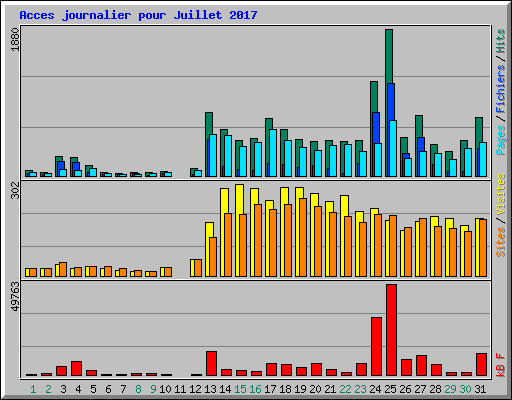 Acces journalier pour Juillet 2017
1880
Pages/Fichiers/Hits
302
Sites/Visites
49763
kB F
1 2 3 4 5 6 7 8 9 10 11 12 13 14 15 16 17 18 19 20 21 22 23 24 25 26 27 28 29 30 31